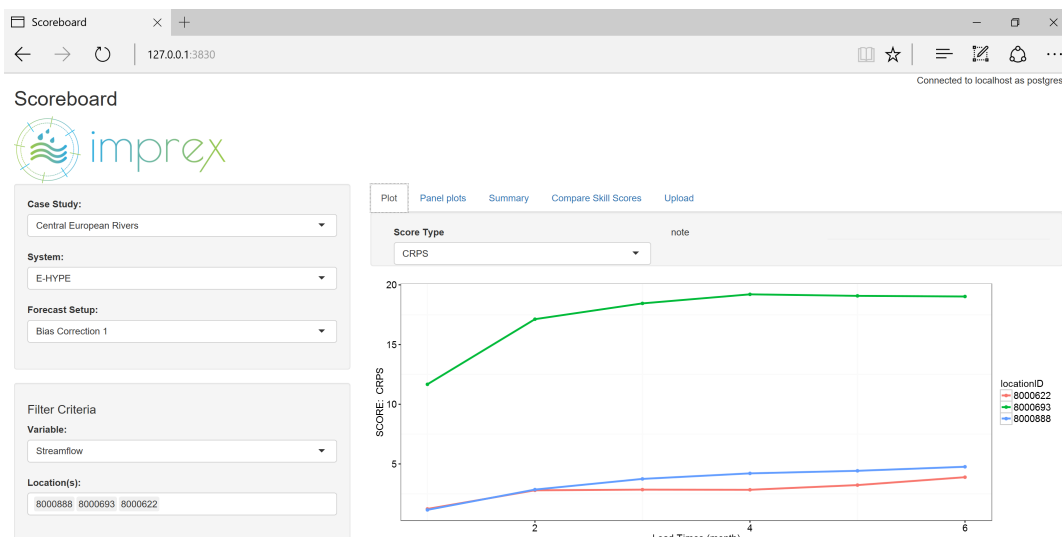 Scoreboard
127.0.0.1:3830
Connected to localhost as postgres
Scoreboard
imprex
Case Study:
Central European Rivers
System:
E-HYPE
Forecast Setup:
Bias Correction 1
Filter Criteria
Variable:
Streamflow
Location(s):
8000888 8000693 8000622
Plot Panel plots Summary Compare Skill Scores Upload
Score Type note
CRPS
20
15
10
5
SCORE: CRPS
2 4 6
Lead Times (month)
locationID
8000622
8000693
8000888